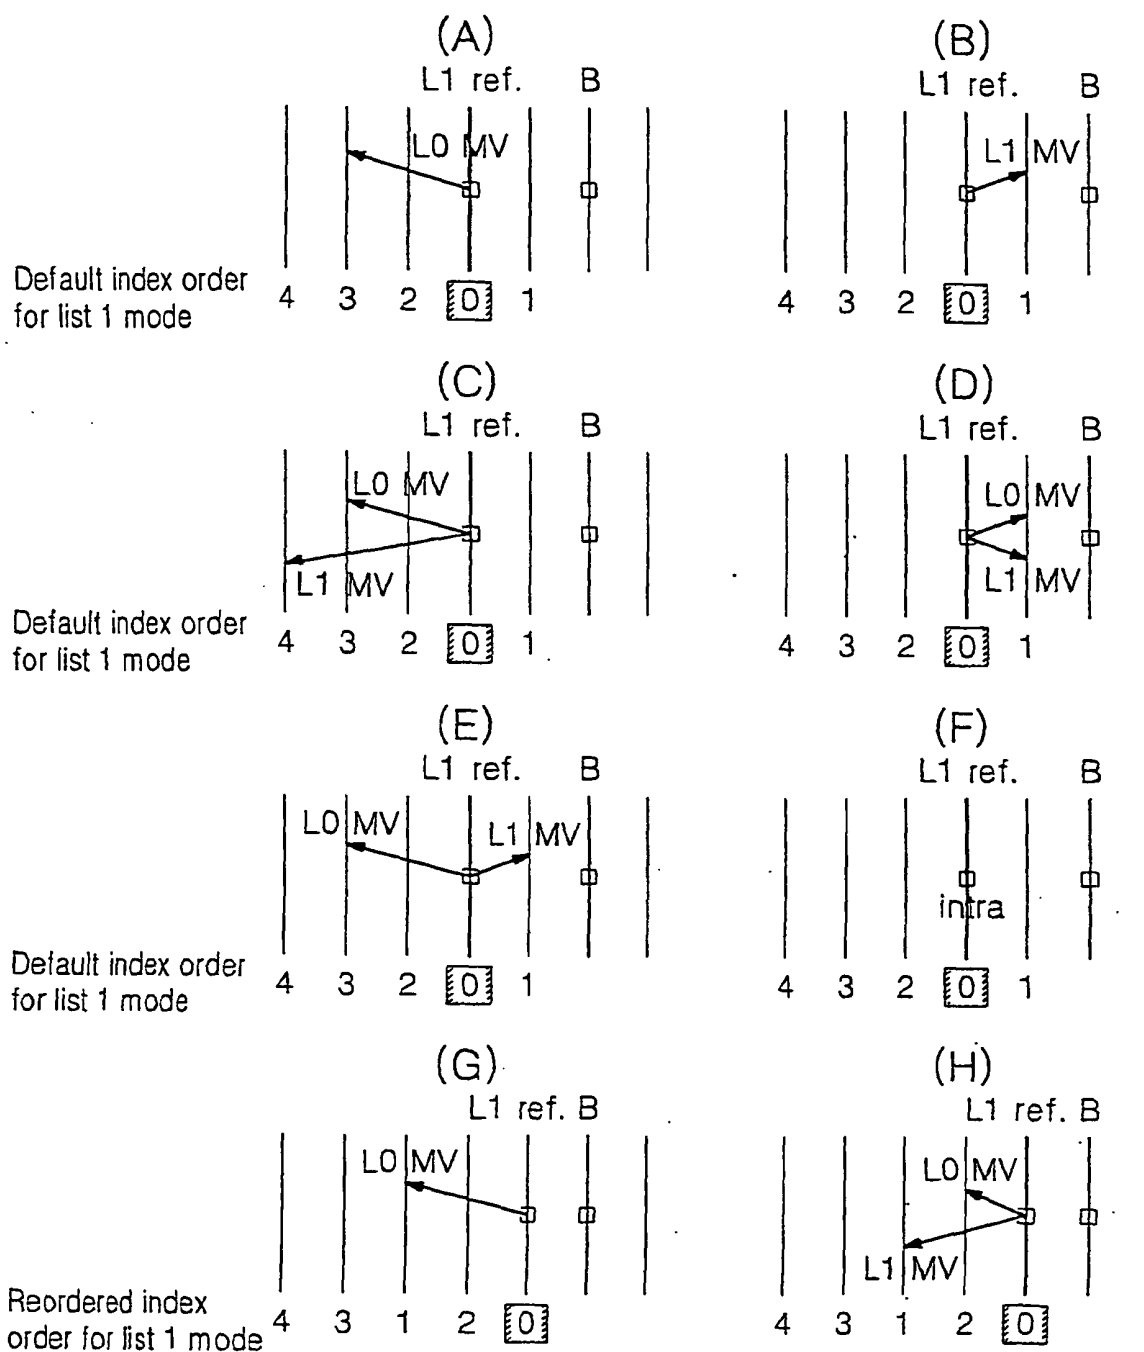 (A) (B)
L1 ref. B L1 ref. B
L0 MV L1 MV
Default index order
for list 1 mode
4 3 2 0 1 4 3 2 0 1
(C) (D)
L1 ref. B L1 ref. B
L0 MV L0 MV
L1 MV L1 MV
Default index order
for list 1 mode
4 3 2 0 1 4 3 2 0 1
(E) (F)
L1 ref. B L1 ref. B
L0 MV L1 MV
intra
Default index order
for list 1 mode
4 3 2 0 1 4 3 2 0 1
(G) (H)
L1 ref. B L1 ref. B
L0 MV L0 MV
L1 MV
Reordered index
order for list 1 mode
4 3 1 2 0 4 3 1 2 0